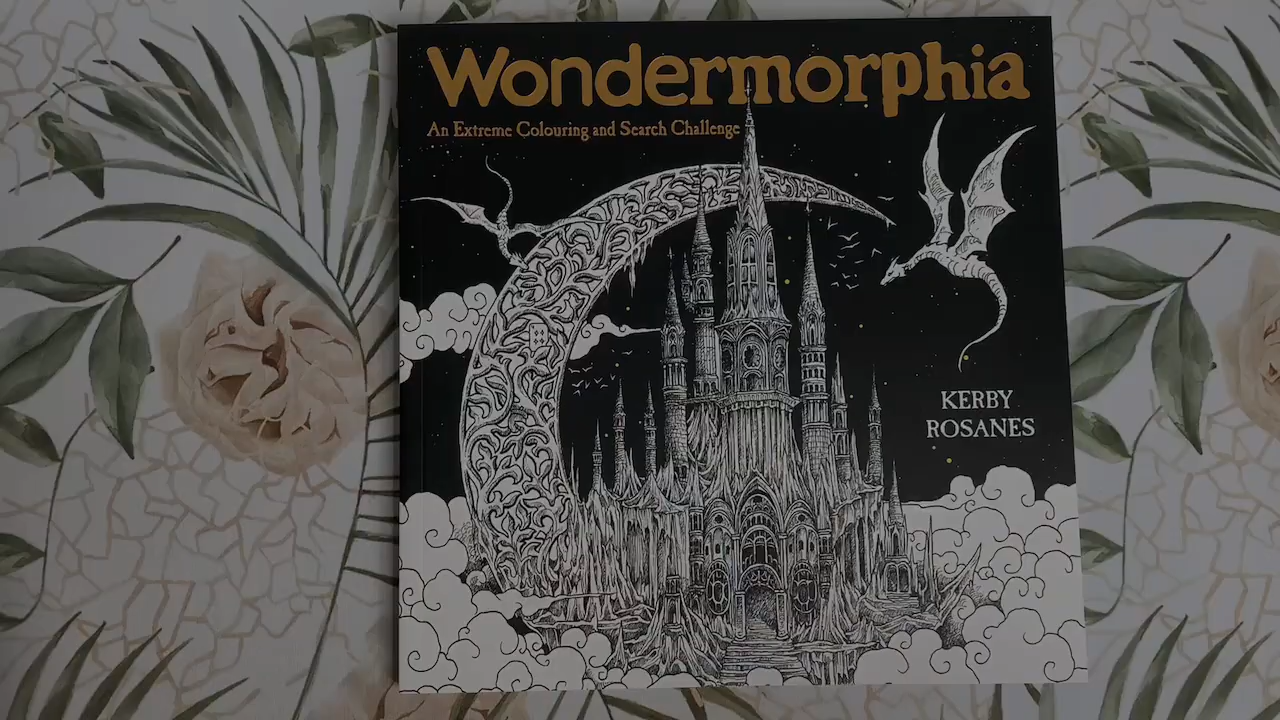 Wondermorphia
An Extreme Colouring and Search Challenge
KERBY
ROSANES